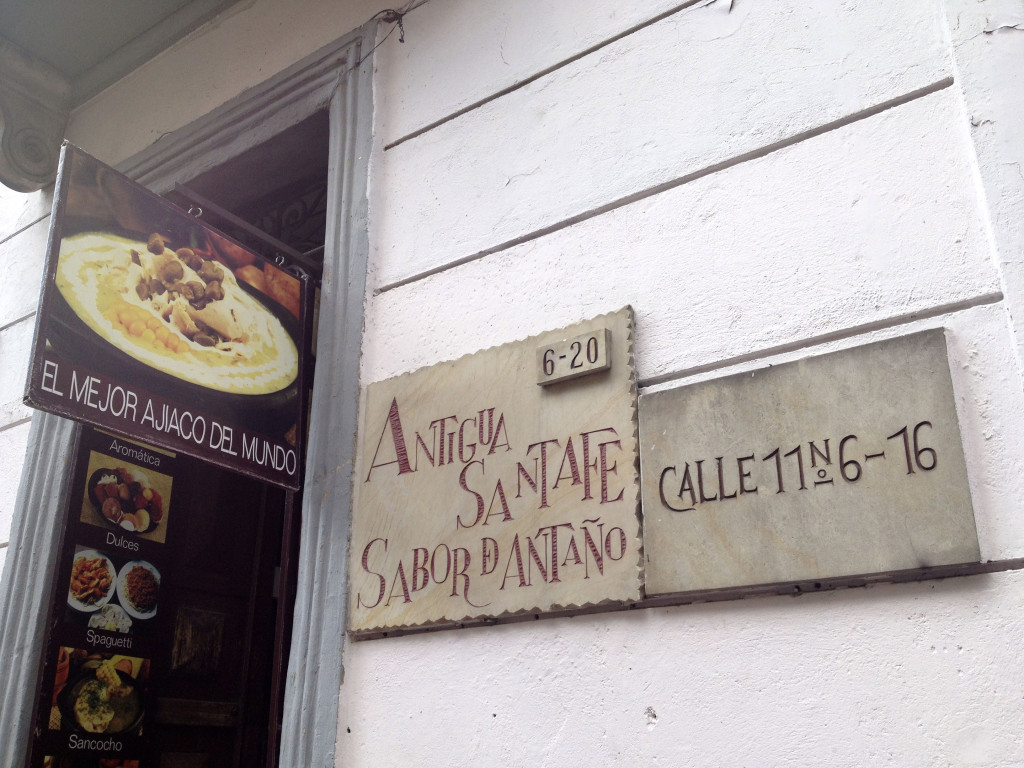 EL MEJOR AJIACO DEL MUNDO
Aromática
Dulces
Spaguetti
Sancocho
6-20
ANTIGUA
SANTAFE
SABOR D ANTAÑO
CALLE 11 Nº 6-16